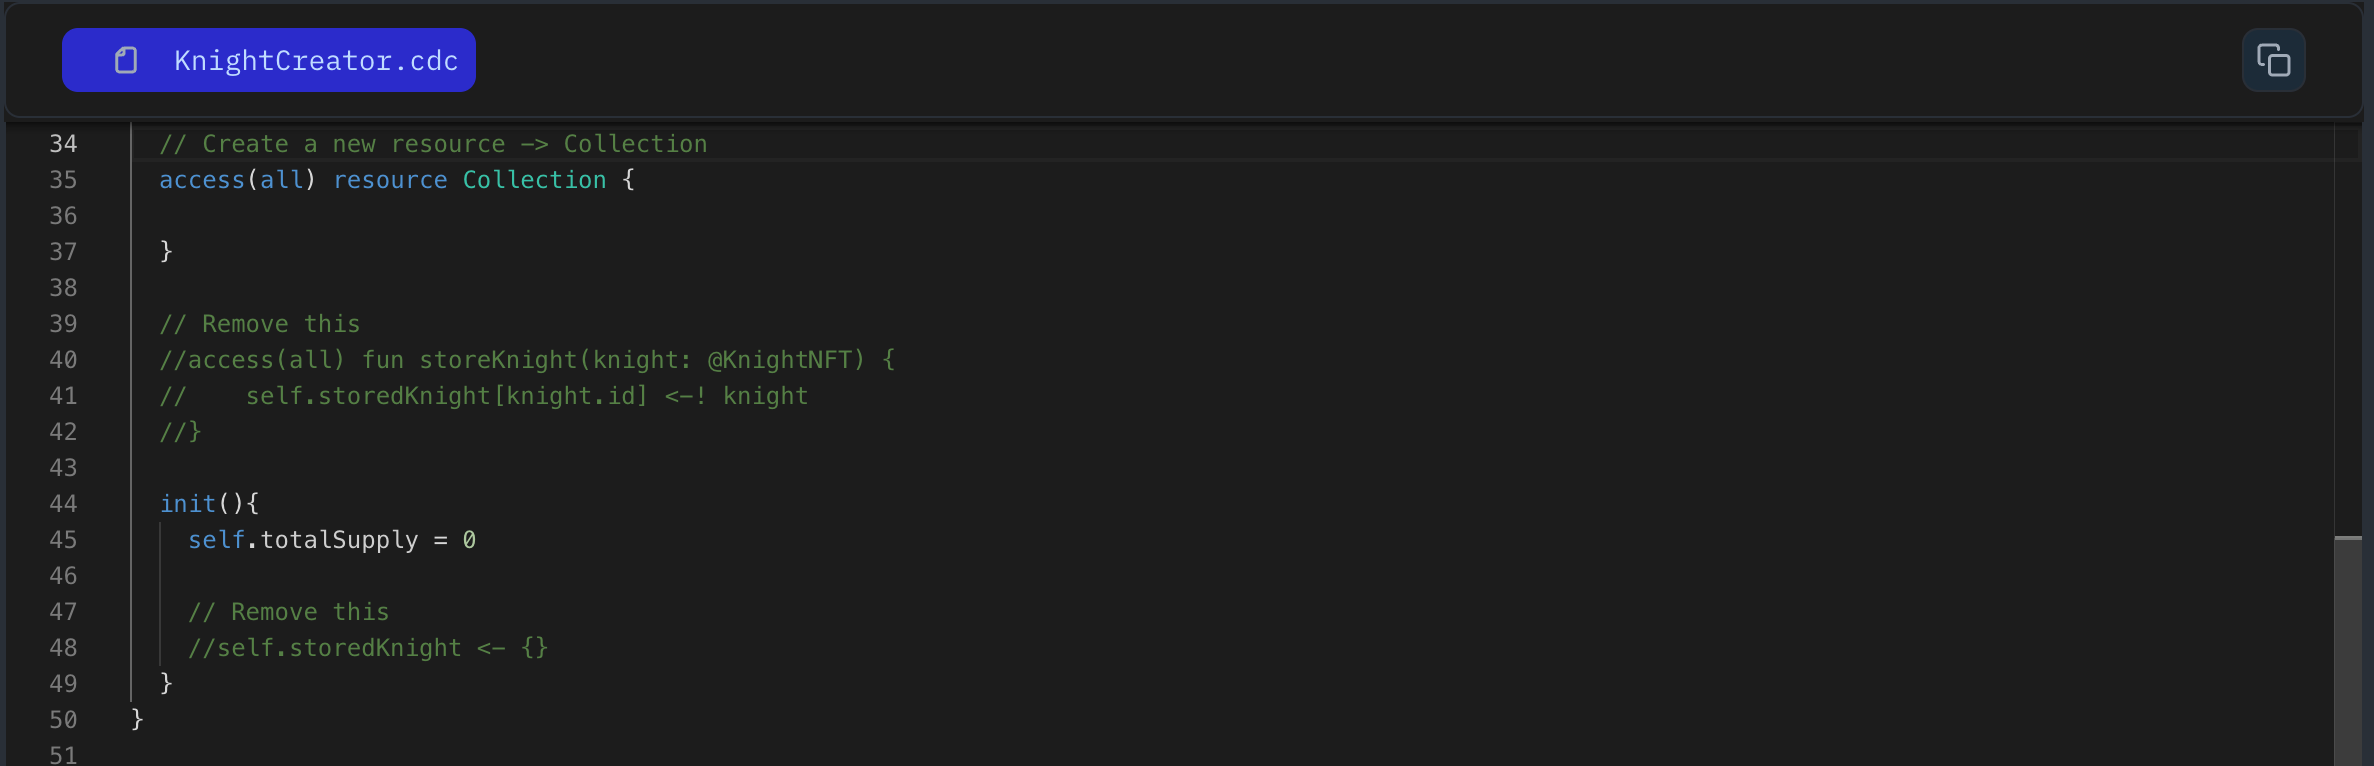 KnightCreator.cdc
34 // Create a new resource -> Collection
35 access(all) resource Collection {
36
37 }
38
39 // Remove this
40 //access(all) fun storeKnight(knight: @KnightNFT) {
41 //    self.storedKnight[knight.id] <-! knight
42 //}
43
44 init(){
45 self.totalSupply = 0
46
47 // Remove this
48 //self.storedKnight <- {}
49 }
50 }
51